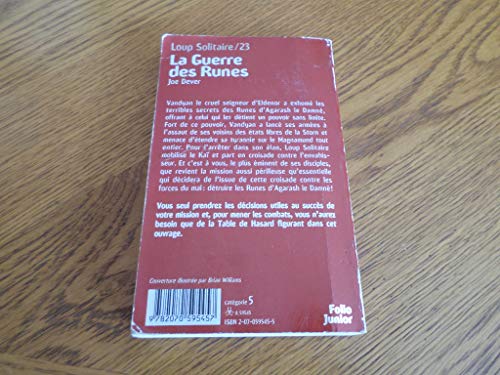 Loup Solitaire/23
La Guerre
des Runes
Joe Dever
Vandyan le cruel seigneur d'Eldenor a exhumé les
terribles secrets des Runes d'Agarash le Damné,
offrant à celui qui les détient un pouvoir sans limite.
Fort de ce pouvoir, Vandyan a lancé ses armées à
l'assaut de ses voisins des états libres de la Storn et
menace d'étendre sa tyrannie sur le Magnamund tout
entier. Pour l'arrêter dans son élan, Loup Solitaire
mobilise le Kaï et part en croisade contre l'envahis-
seur. Et c'est à vous, le plus éminent de ses disciples,
que revient la mission aussi périlleuse qu'essentielle
qui décidera de l'issue de cette croisade contre les
forces du mal : détruire les Runes d'Agarash le Damné!
Vous seul prendrez les décisions utiles au succès de
votre mission et, pour mener les combats, vous n'aurez
besoin que de la Table de Hasard figurant dans cet
ouvrage.
Couverture illustrée par Brian Williams
catégorie 5
ISBN 2-07-059545-5
9 782070 595457
Folio
Junior